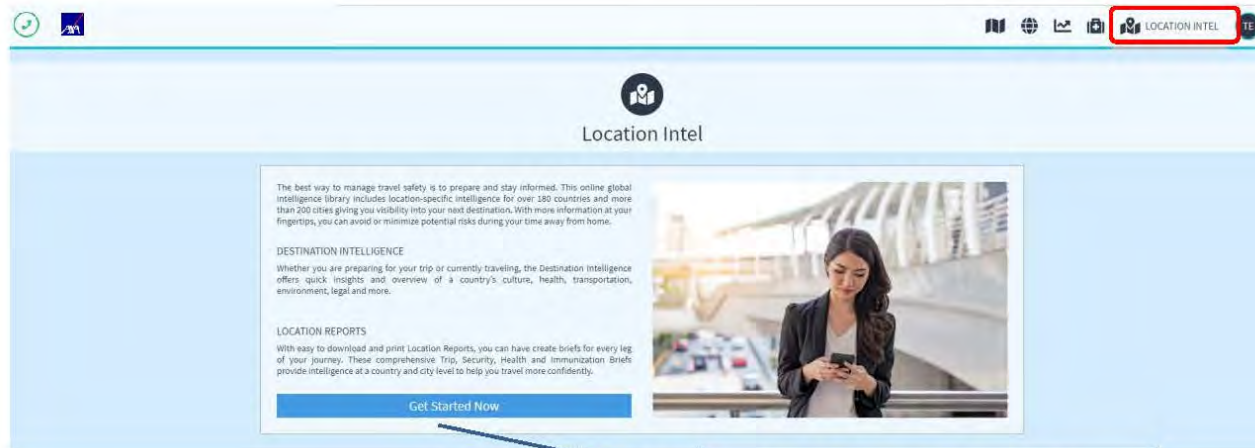 AXA
LOCATION INTEL
TE
Location Intel
The best way to manage travel safety is to prepare and stay informed. This online global
intelligence library includes location-specific intelligence for over 180 countries and more
than 200 cities giving you visibility into your next destination. With more information at your
fingertips, you can avoid or minimize potential risks during your time away from home.
DESTINATION INTELLIGENCE
Whether you are preparing for your trip or currently traveling, the Destination Intelligence
offers quick insights and overview of a country's culture, health, transportation,
environment, legal and more.
LOCATION REPORTS
With easy to download and print Location Reports, you can have create briefs for every leg
of your journey. These comprehensive Trip, Security, Health and Immunization Briefs
provide intelligence at a country and city level to help you travel more confidently.
Get Started Now